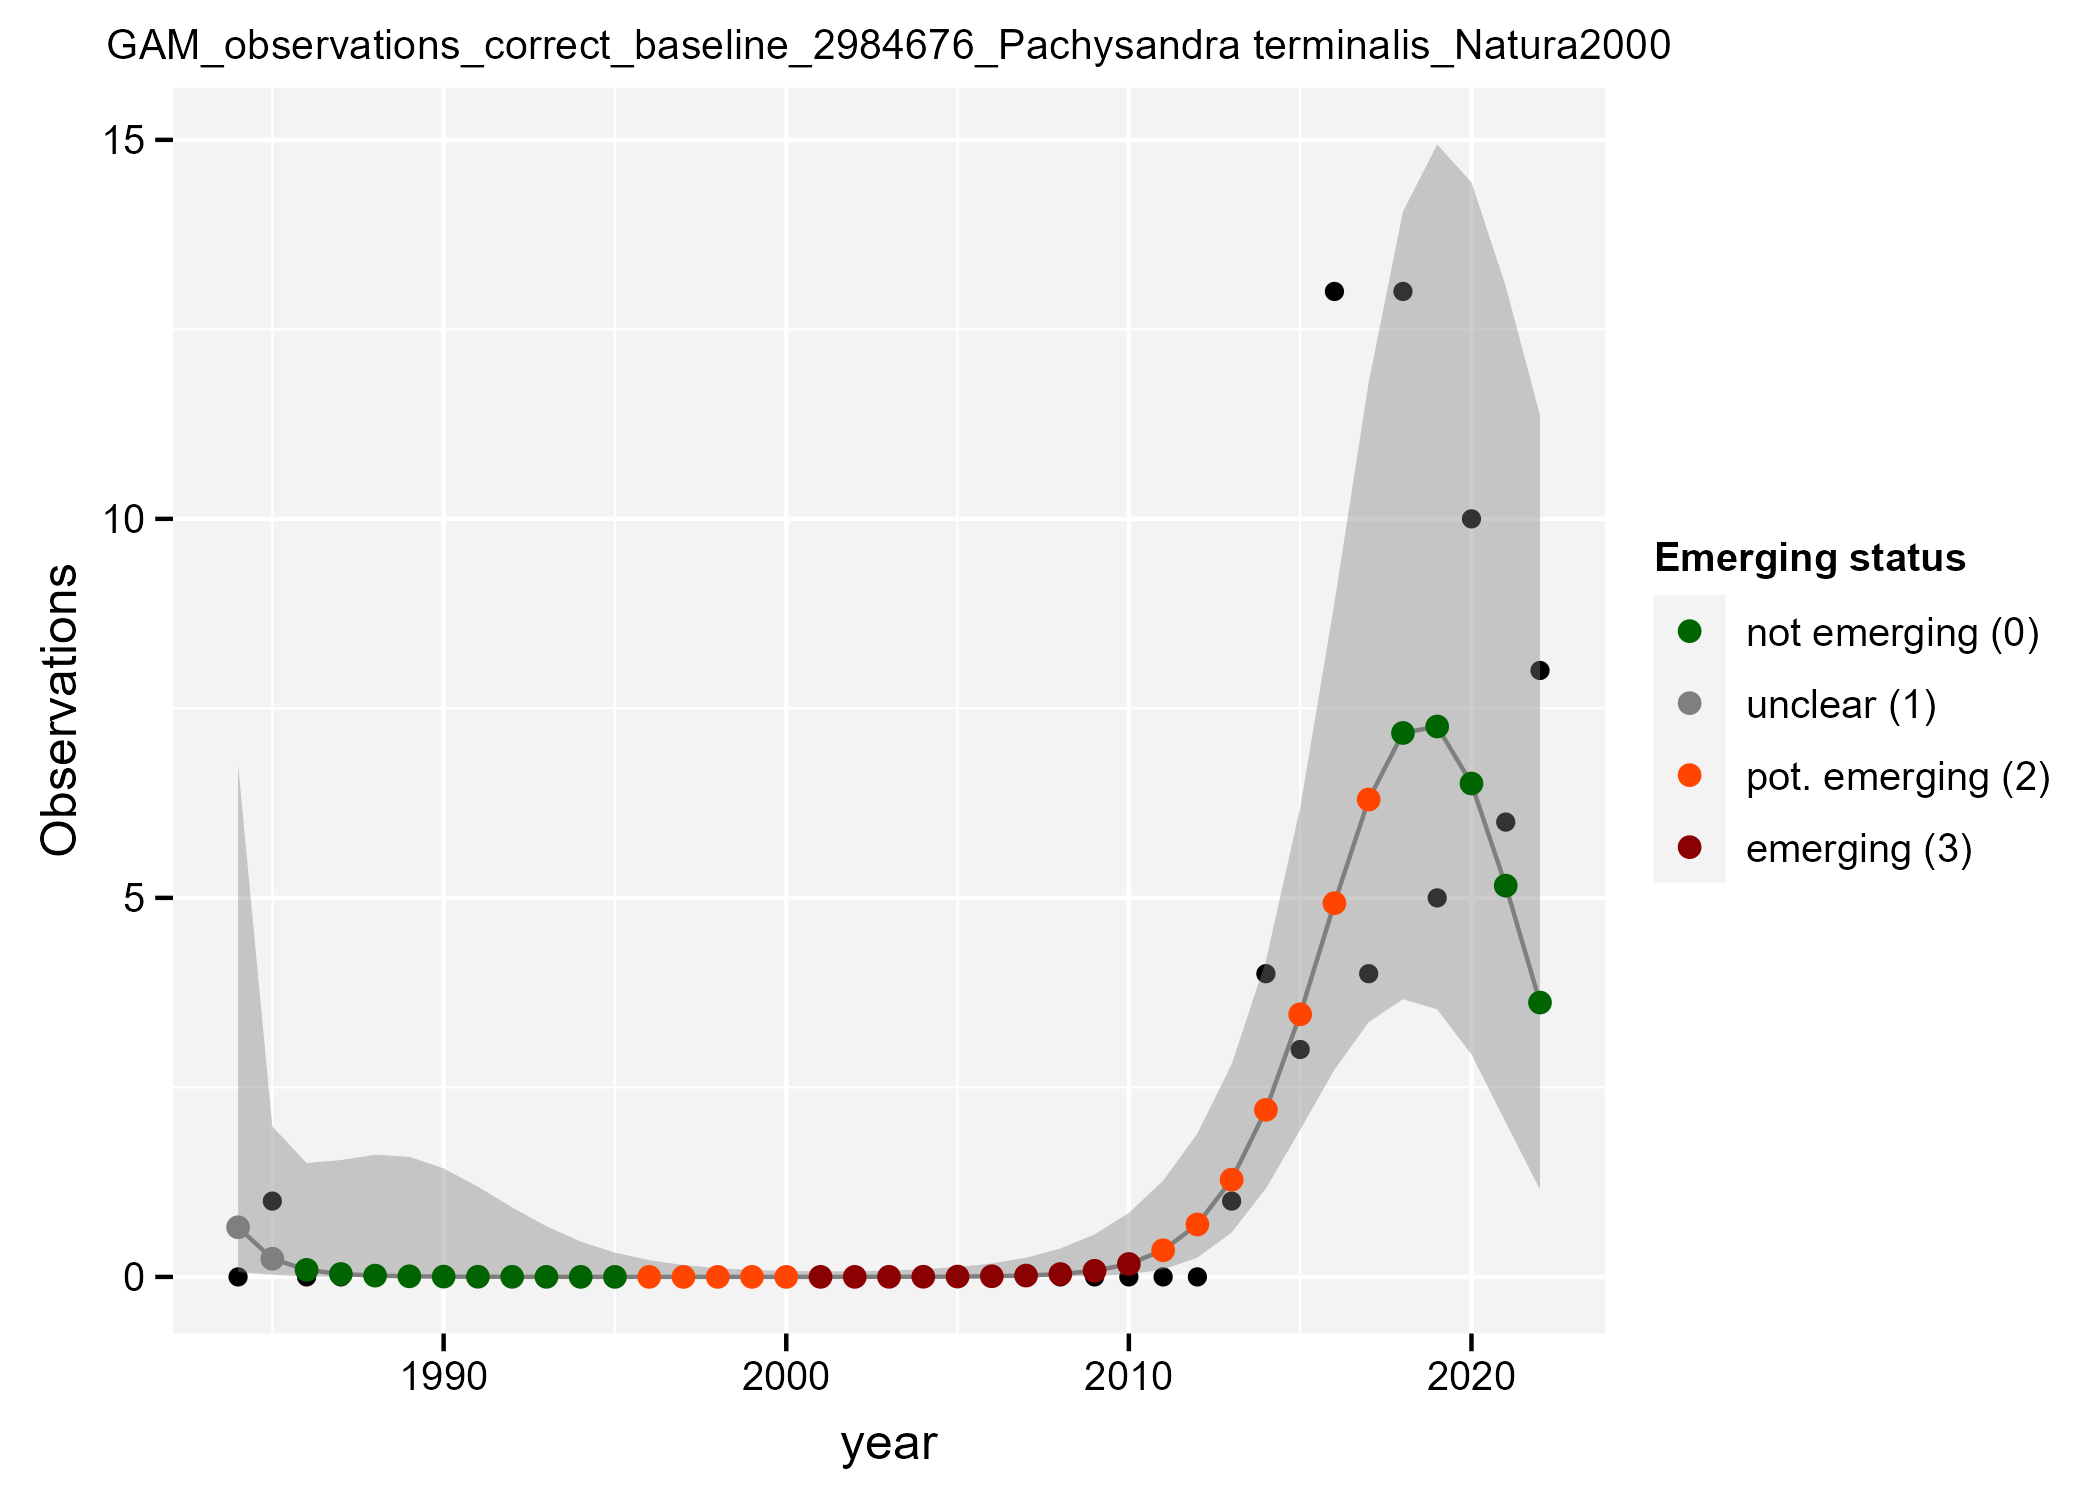 GAM_observations_correct_baseline_2984676_Pachysandra terminalis_Natura2000
15
10
5
0
Observations
1990
2000
2010
2020
year
Emerging status
not emerging (0)
unclear (1)
pot. emerging (2)
emerging (3)